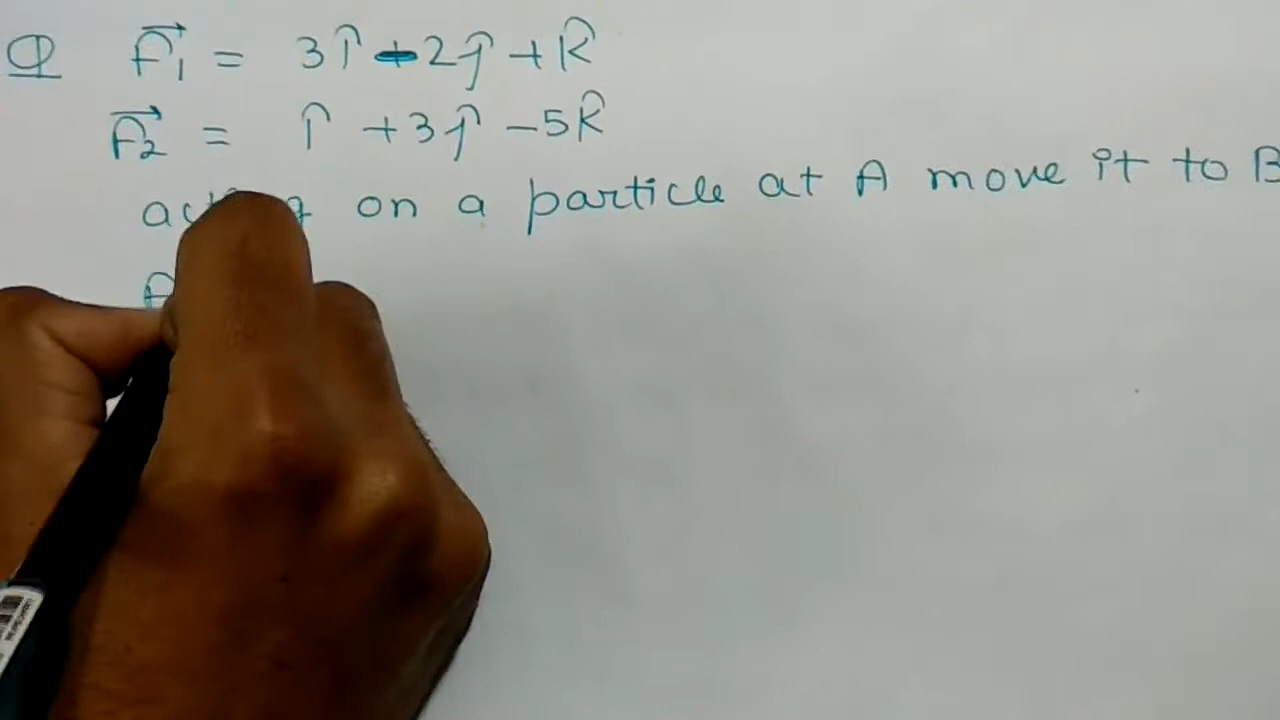 Q F₁ = 3î - 2ĵ + k̂
F₂ = î + 3ĵ - 5k̂
on a particle at A move it to B